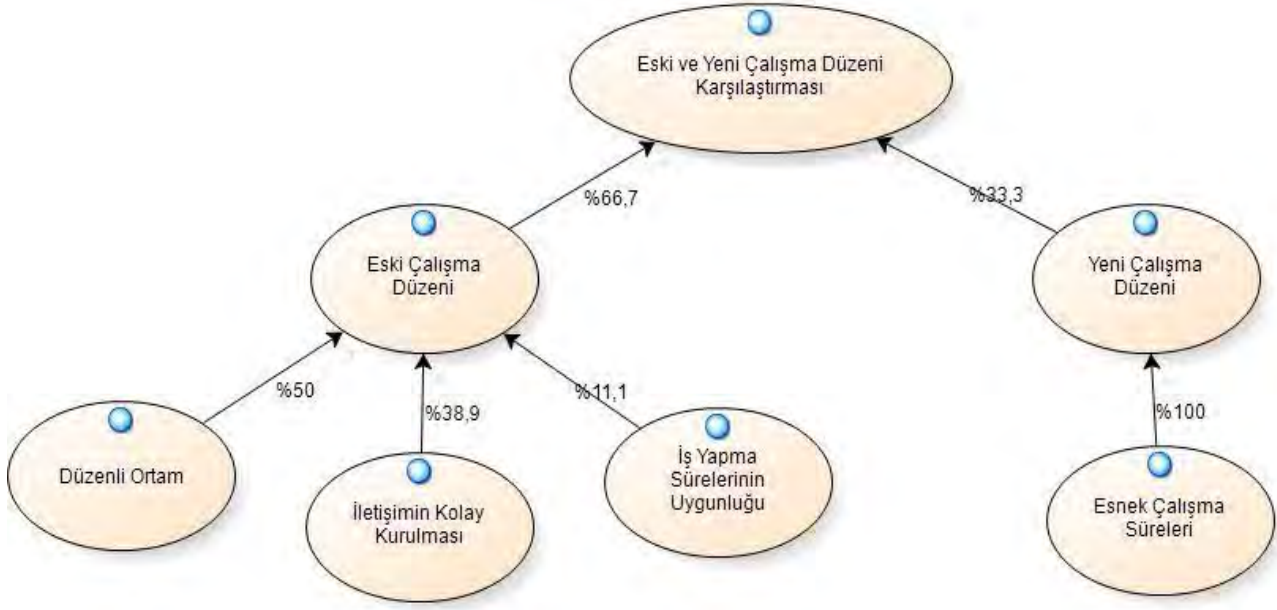 Eski ve Yeni Çalışma Düzeni
Karşılaştırması
%66,7
%33,3
Eski Çalışma
Düzeni
Yeni Çalışma
Düzeni
%50
%38,9
%11,1
%100
Düzenli Ortam
İletişimin Kolay
Kurulması
İş Yapma
Sürelerinin
Uygunluğu
Esnek Çalışma
Süreleri